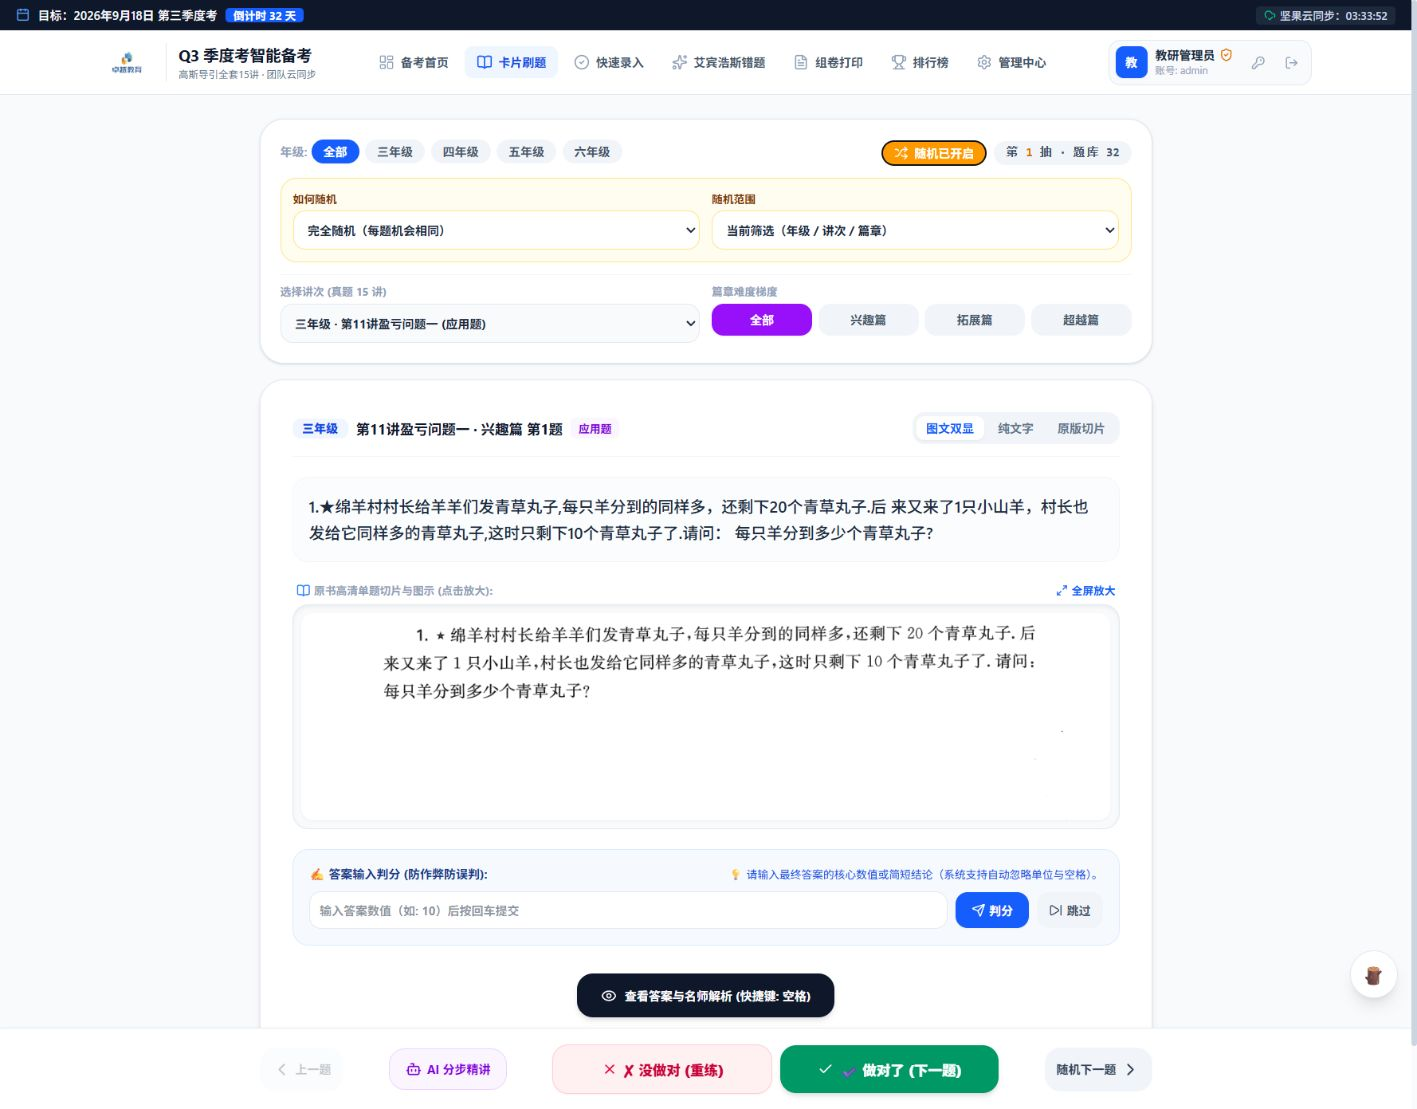 目标：2026年9月18日 第三季度考 倒计时 32 天
坚果云同步：03:33:52
卓越教育
Q3 季度考智能备考
高斯导引全套15讲 · 团队云同步
备考首页
卡片刷题
快速录入
艾宾浩斯错题
组卷打印
排行榜
管理中心
教
教研管理员
账号: admin
年级: 全部 三年级 四年级 五年级 六年级
随机已开启
第 1 抽 · 题库 32
如何随机
完全随机（每题机会相同）
随机范围
当前筛选（年级 / 讲次 / 篇章）
选择讲次 (真题 15 讲)
三年级 · 第11讲盈亏问题一 (应用题)
篇章难度梯度
全部 兴趣篇 拓展篇 超越篇
三年级 第11讲盈亏问题一 · 兴趣篇 第1题 应用题
图文双显 纯文字 原版切片
1.★绵羊村村长给羊羊们发青草丸子,每只羊分到的同样多，还剩下20个青草丸子.后 来又来了1只小山羊，村长也
发给它同样多的青草丸子,这时只剩下10个青草丸子了.请问： 每只羊分到多少个青草丸子?
原书高清单题切片与图示 (点击放大):
全屏放大
1. ★ 绵羊村村长给羊羊们发青草丸子,每只羊分到的同样多,还剩下 20 个青草丸子. 后
来又来了 1 只小山羊,村长也发给它同样多的青草丸子,这时只剩下 10 个青草丸子了. 请问:
每只羊分到多少个青草丸子?
✍️ 答案输入判分 (防作弊防误判):
💡 请输入最终答案的核心数值或简短结论（系统支持自动忽略单位与空格）。
输入答案数值（如: 10）后按回车提交
判分
跳过
查看答案与名师解析 (快捷键: 空格)
上一题
AI 分步精讲
✗ 没做对 (重练)
✔ 做对了 (下一题)
随机下一题